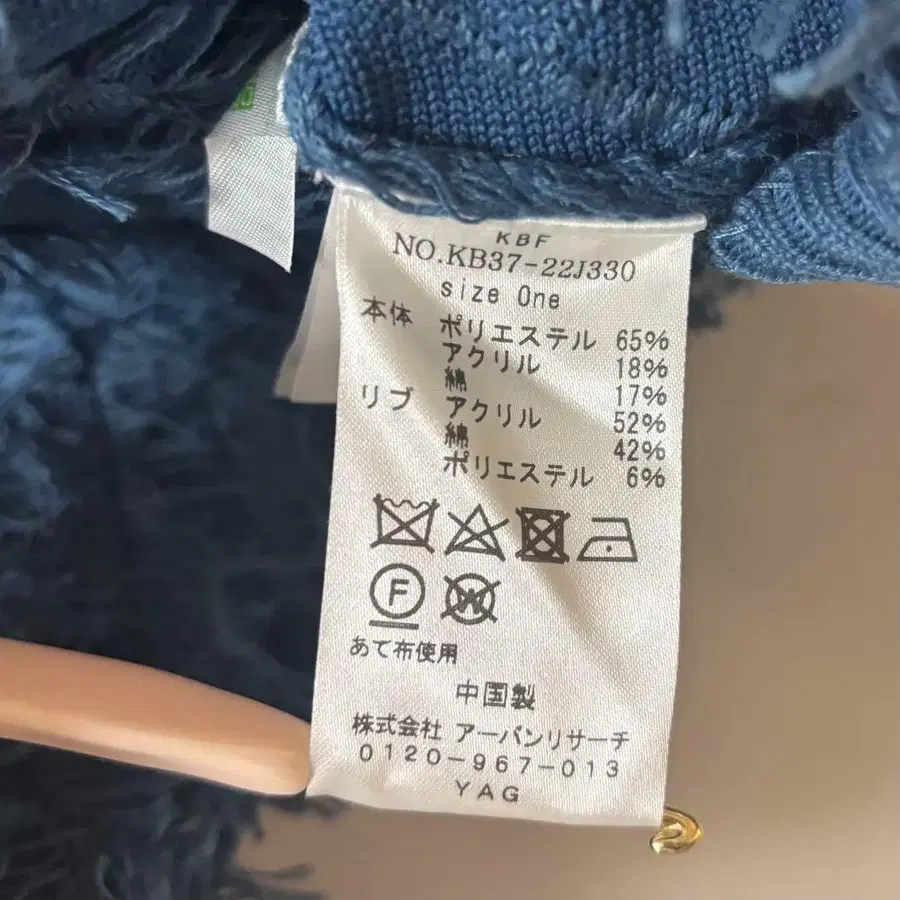 KBF
NO.KB37-22J330
size One
本体 ポリエステル 65%
アクリル 18%
綿 17%
リブ アクリル 52%
綿 42%
ポリエステル 6%
F W
あて布使用
中国製
株式会社 アーバンリサーチ
0120-967-013
YAG